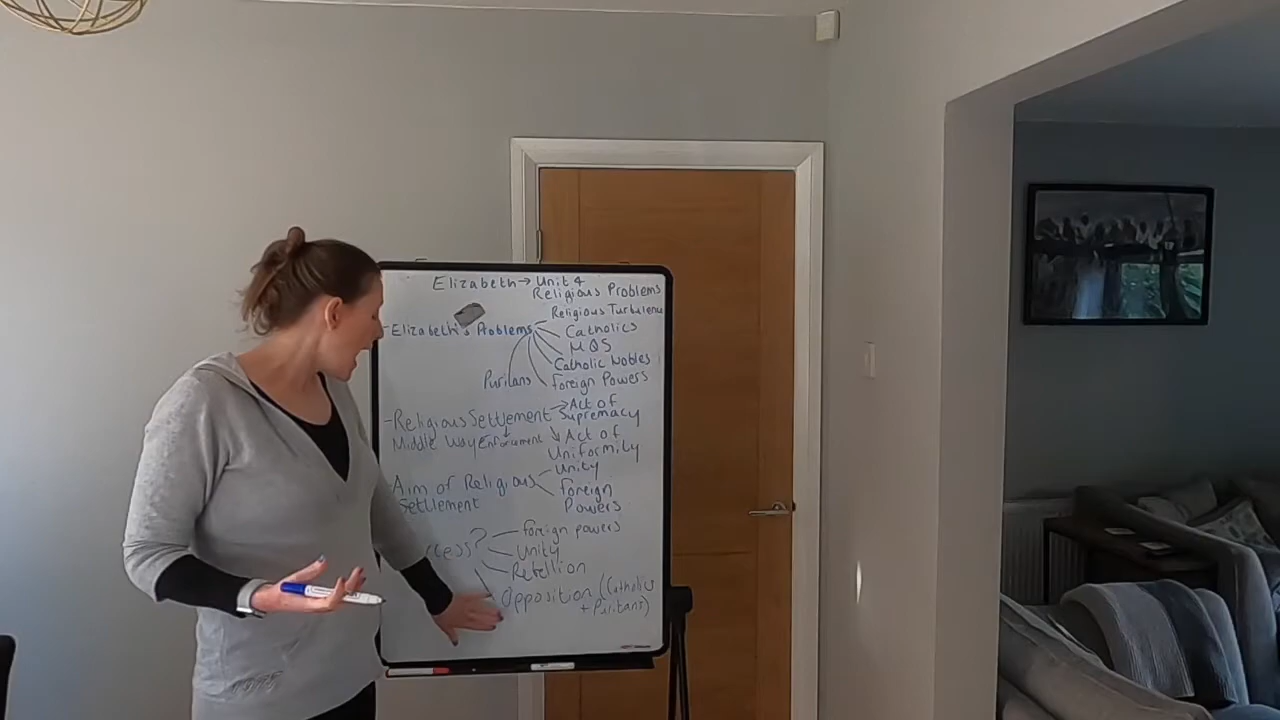 Elizabeth → Unit 4
Religious Problems
Religious Turbulence
- Elizabeth's Problems
Catholics
MQS
Catholic Nobles
Puritans
Foreign Powers
- Religious Settlement → Act of
Supremacy
Middle Way Enforcement
Act of
Uniformity
- Aim of Religious
Settlement
Unity
Foreign
Powers
cess?
Foreign powers
Unity
Rebellion
Opposition (Catholics
+ Puritans)